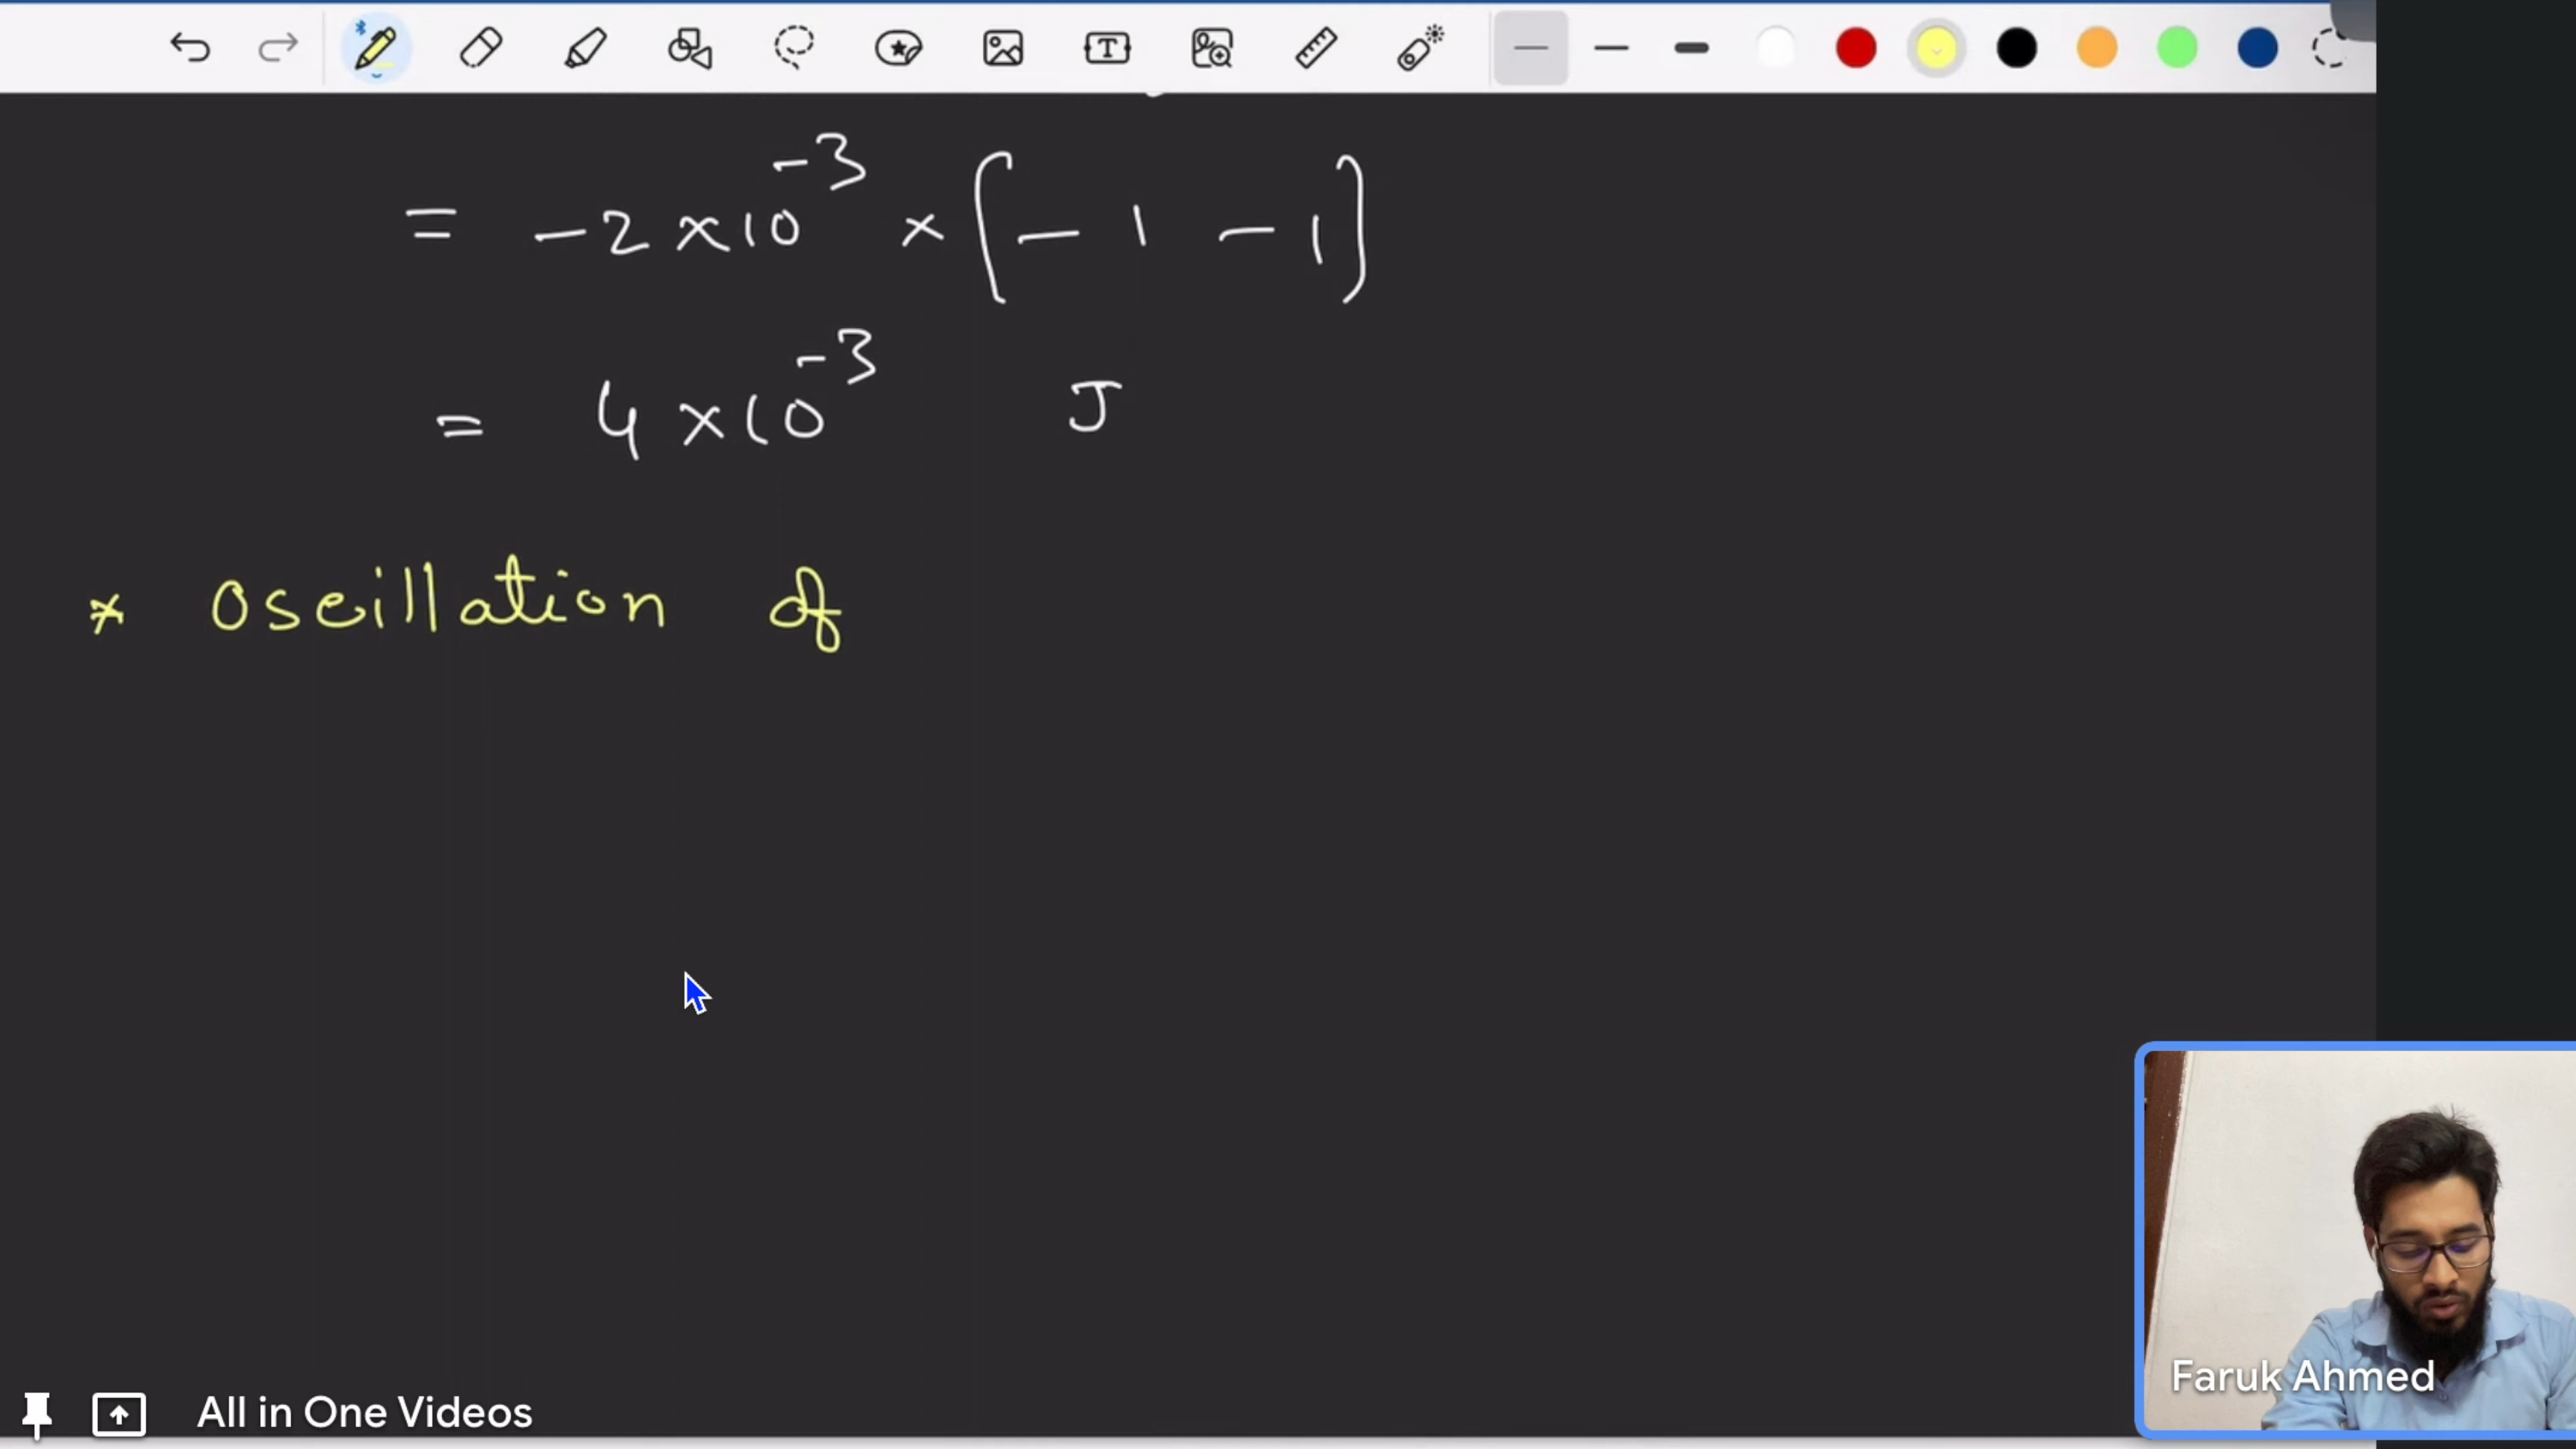 = -2 x 10⁻³ x [-1 -1]
= 4 x 10⁻³ J
* Oscillation of
All in One Videos
Faruk Ahmed